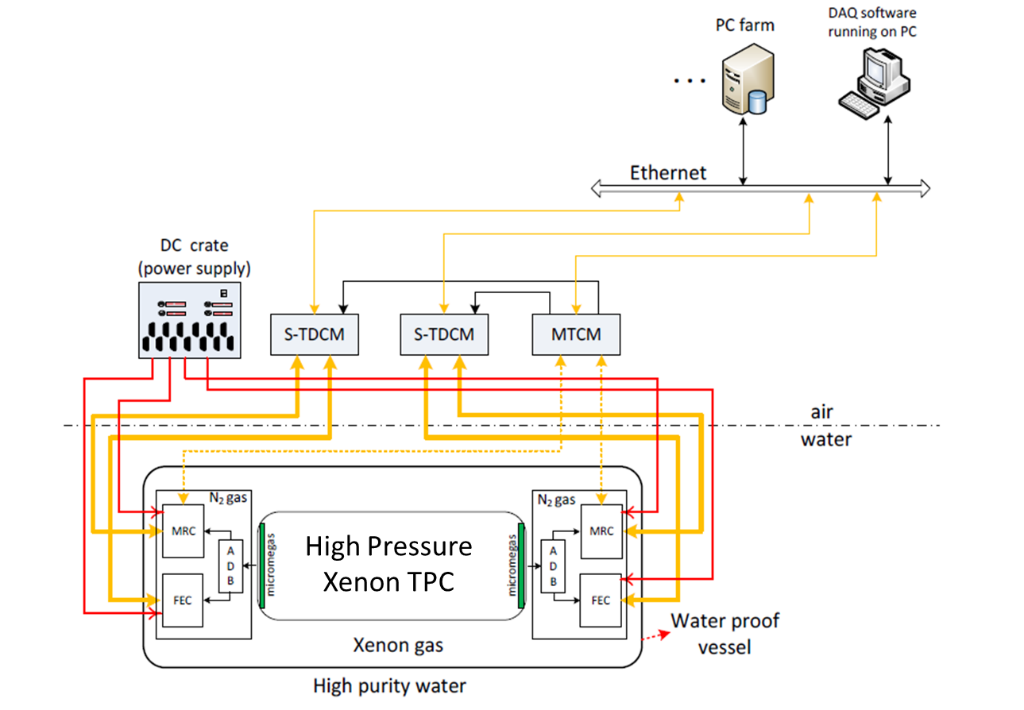 DAQ software
running on PC
PC farm
...
Ethernet
DC crate
(power supply)
S-TDCM
S-TDCM
MTCM
air
water
N2 gas
N2 gas
MRC
MRC
A
D
B
A
D
B
micromegas
micromegas
High Pressure
Xenon TPC
FEC
FEC
Xenon gas
Water proof
vessel
High purity water